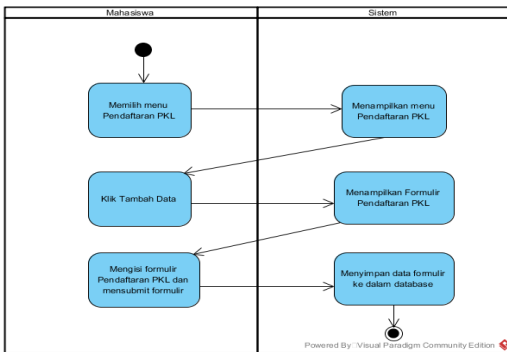 Mahasiswa
Sistem
Memilih menu
Pendaftaran PKL
Menampilkan menu
Pendaftaran PKL
Klik Tambah Data
Menampilkan Formulir
Pendaftaran PKL
Mengisi formulir
Pendaftaran PKL dan
mensubmit formulir
Menyimpan data formulir
ke dalam database
Powered By Visual Paradigm Community Edition